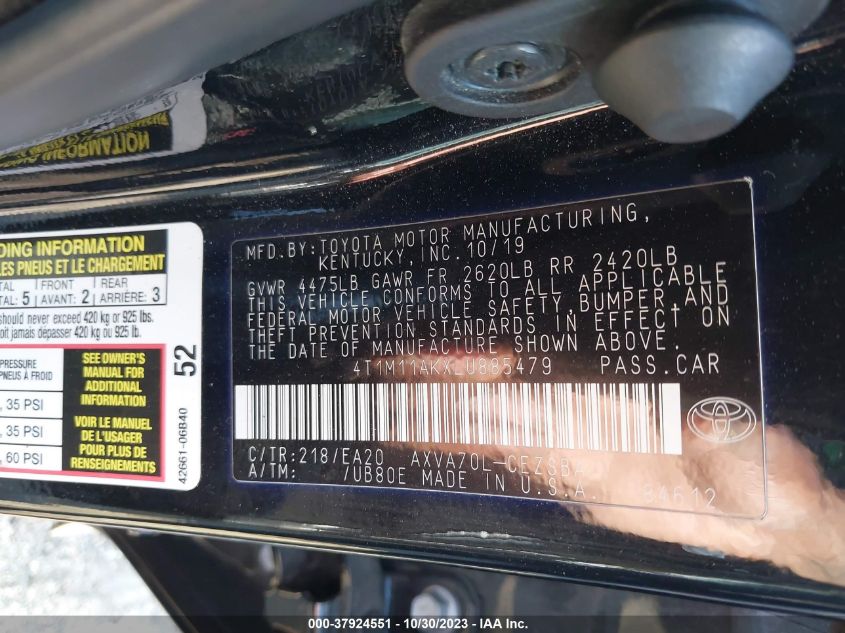 INFORMATION
DING INFORMATION
LES PNEUS ET LE CHARGEMENT
TAL FRONT REAR
TAL: 5 AVANT: 2 ARRIÈRE: 3
should never exceed 420 kg or 925 lbs.
oit jamais dépasser 420 kg ou 925 lb.
PRESSURE
PNEUS À FROID
, 35 PSI
, 35 PSI
, 60 PSI
SEE OWNER'S
MANUAL FOR
ADDITIONAL
INFORMATION
VOIR LE MANUEL
DE L'USAGER
POUR PLUS DE
RENSEIGNEMENTS
52
42661-06B40
MFD.BY:TOYOTA MOTOR MANUFACTURING,
KENTUCKY, INC. 10/19
GVWR 4475LB GAWR FR 2620LB RR 2420LB
THIS VEHICLE CONFORMS TO ALL APPLICABLE
FEDERAL MOTOR VEHICLE SAFETY, BUMPER, AND
THEFT PREVENTION STANDARDS IN EFFECT ON
THE DATE OF MANUFACTURE SHOWN ABOVE.
4T1M11AKXLU885479 PASS.CAR
C/TR:218/EA20 AXVA70L-CEZSBA
A/TM: /UB80E MADE IN U.S.A. 84612
TOYOTA
000-37924551 - 10/30/2023 - IAA Inc.